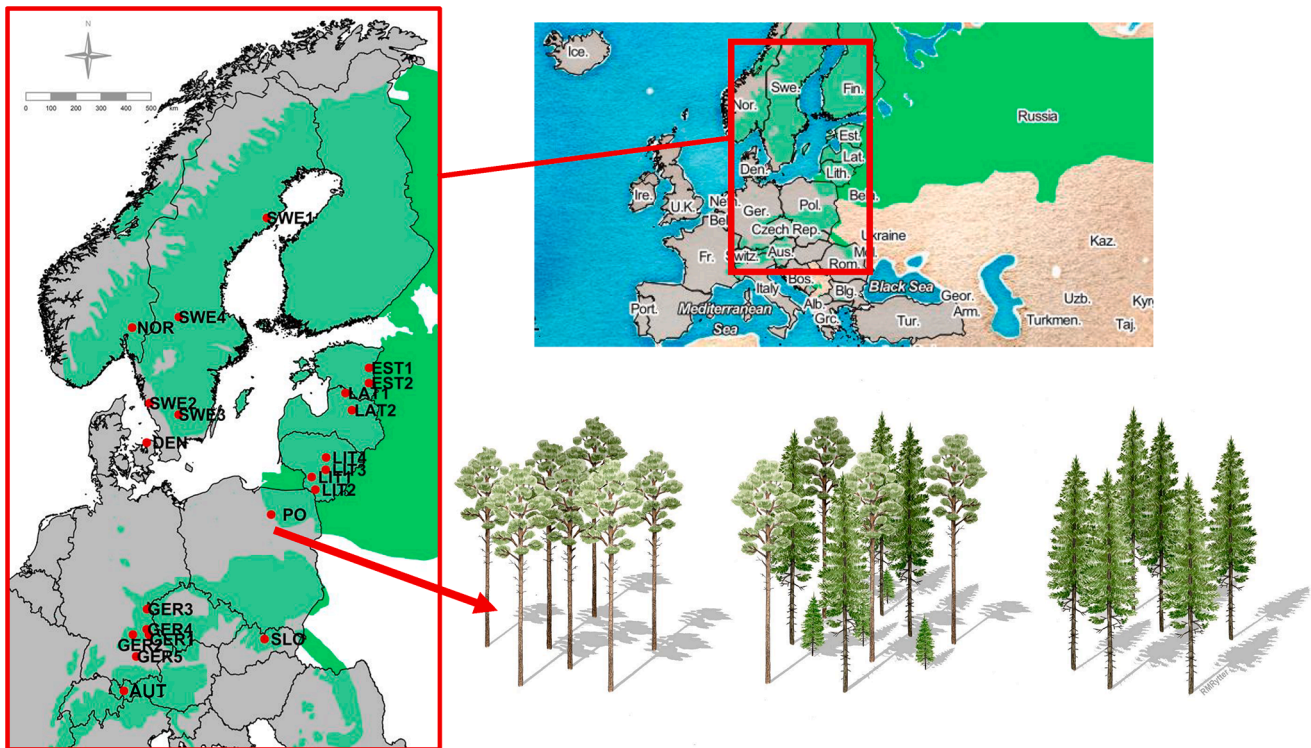 N
0 100 200 300 400 500 km
SWE1
NOR
SWE4
EST1
EST2
LAT1
LAT2
SWE2
SWE3
DEN
LIT4
LIT3
LIT1
LIT2
PO
GER3
GER4
GER1
GER2
GER5
SLO
AUT
Ice.
Swe.
Fin.
Nor.
Russia
Est.
Den.
Lat.
Lith.
Ire.
U.K.
Neth.
Ger.
Pol.
Bel.
Czech Rep.
Ukraine
Fr.
Switz.
Aus.
Rom.
Kaz.
Bos.
Italy
Blg.
Black Sea
Port.
Mediterranean
Sea
Alb.
Grc.
Tur.
Geor.
Arm.
Uzb.
Turkmen.
Taj.
RMRytter